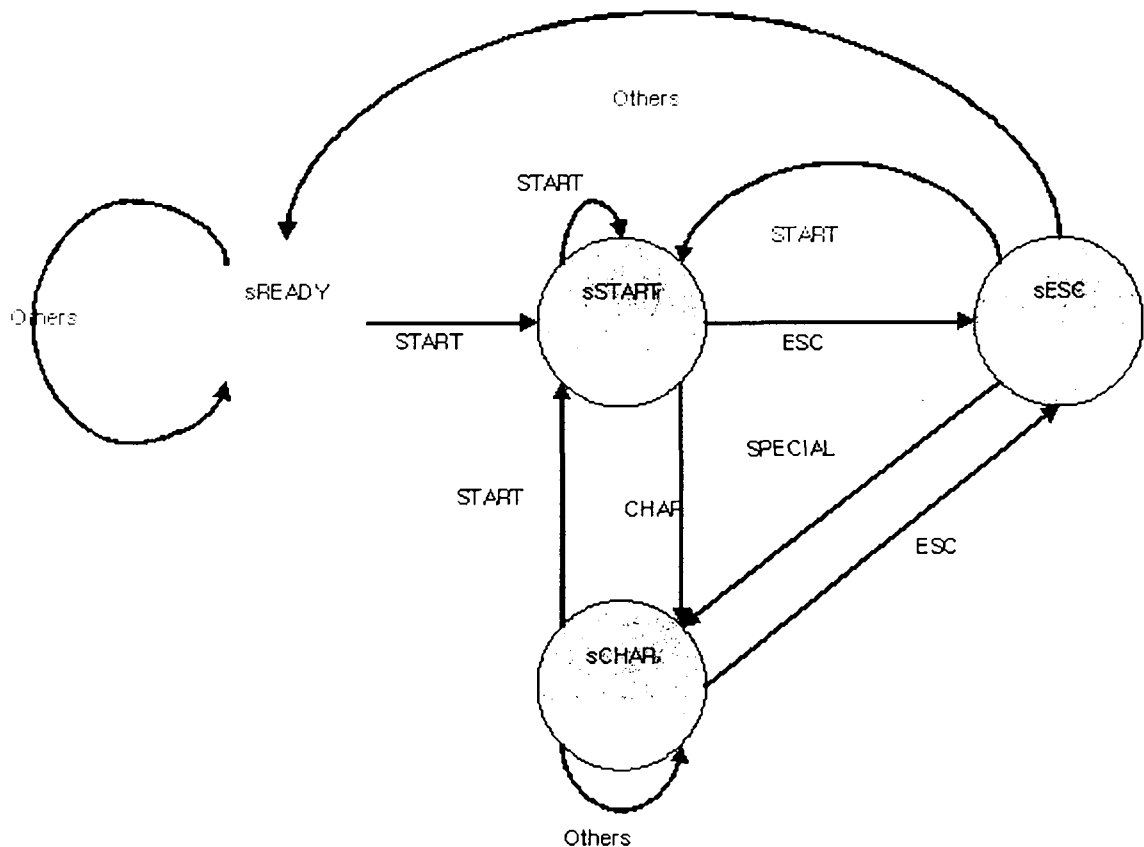 Others
START
START
sREADY
sSTART
sESC
Others
START
ESC
SPECIAL
START
CHAR
ESC
sCHAR
Others